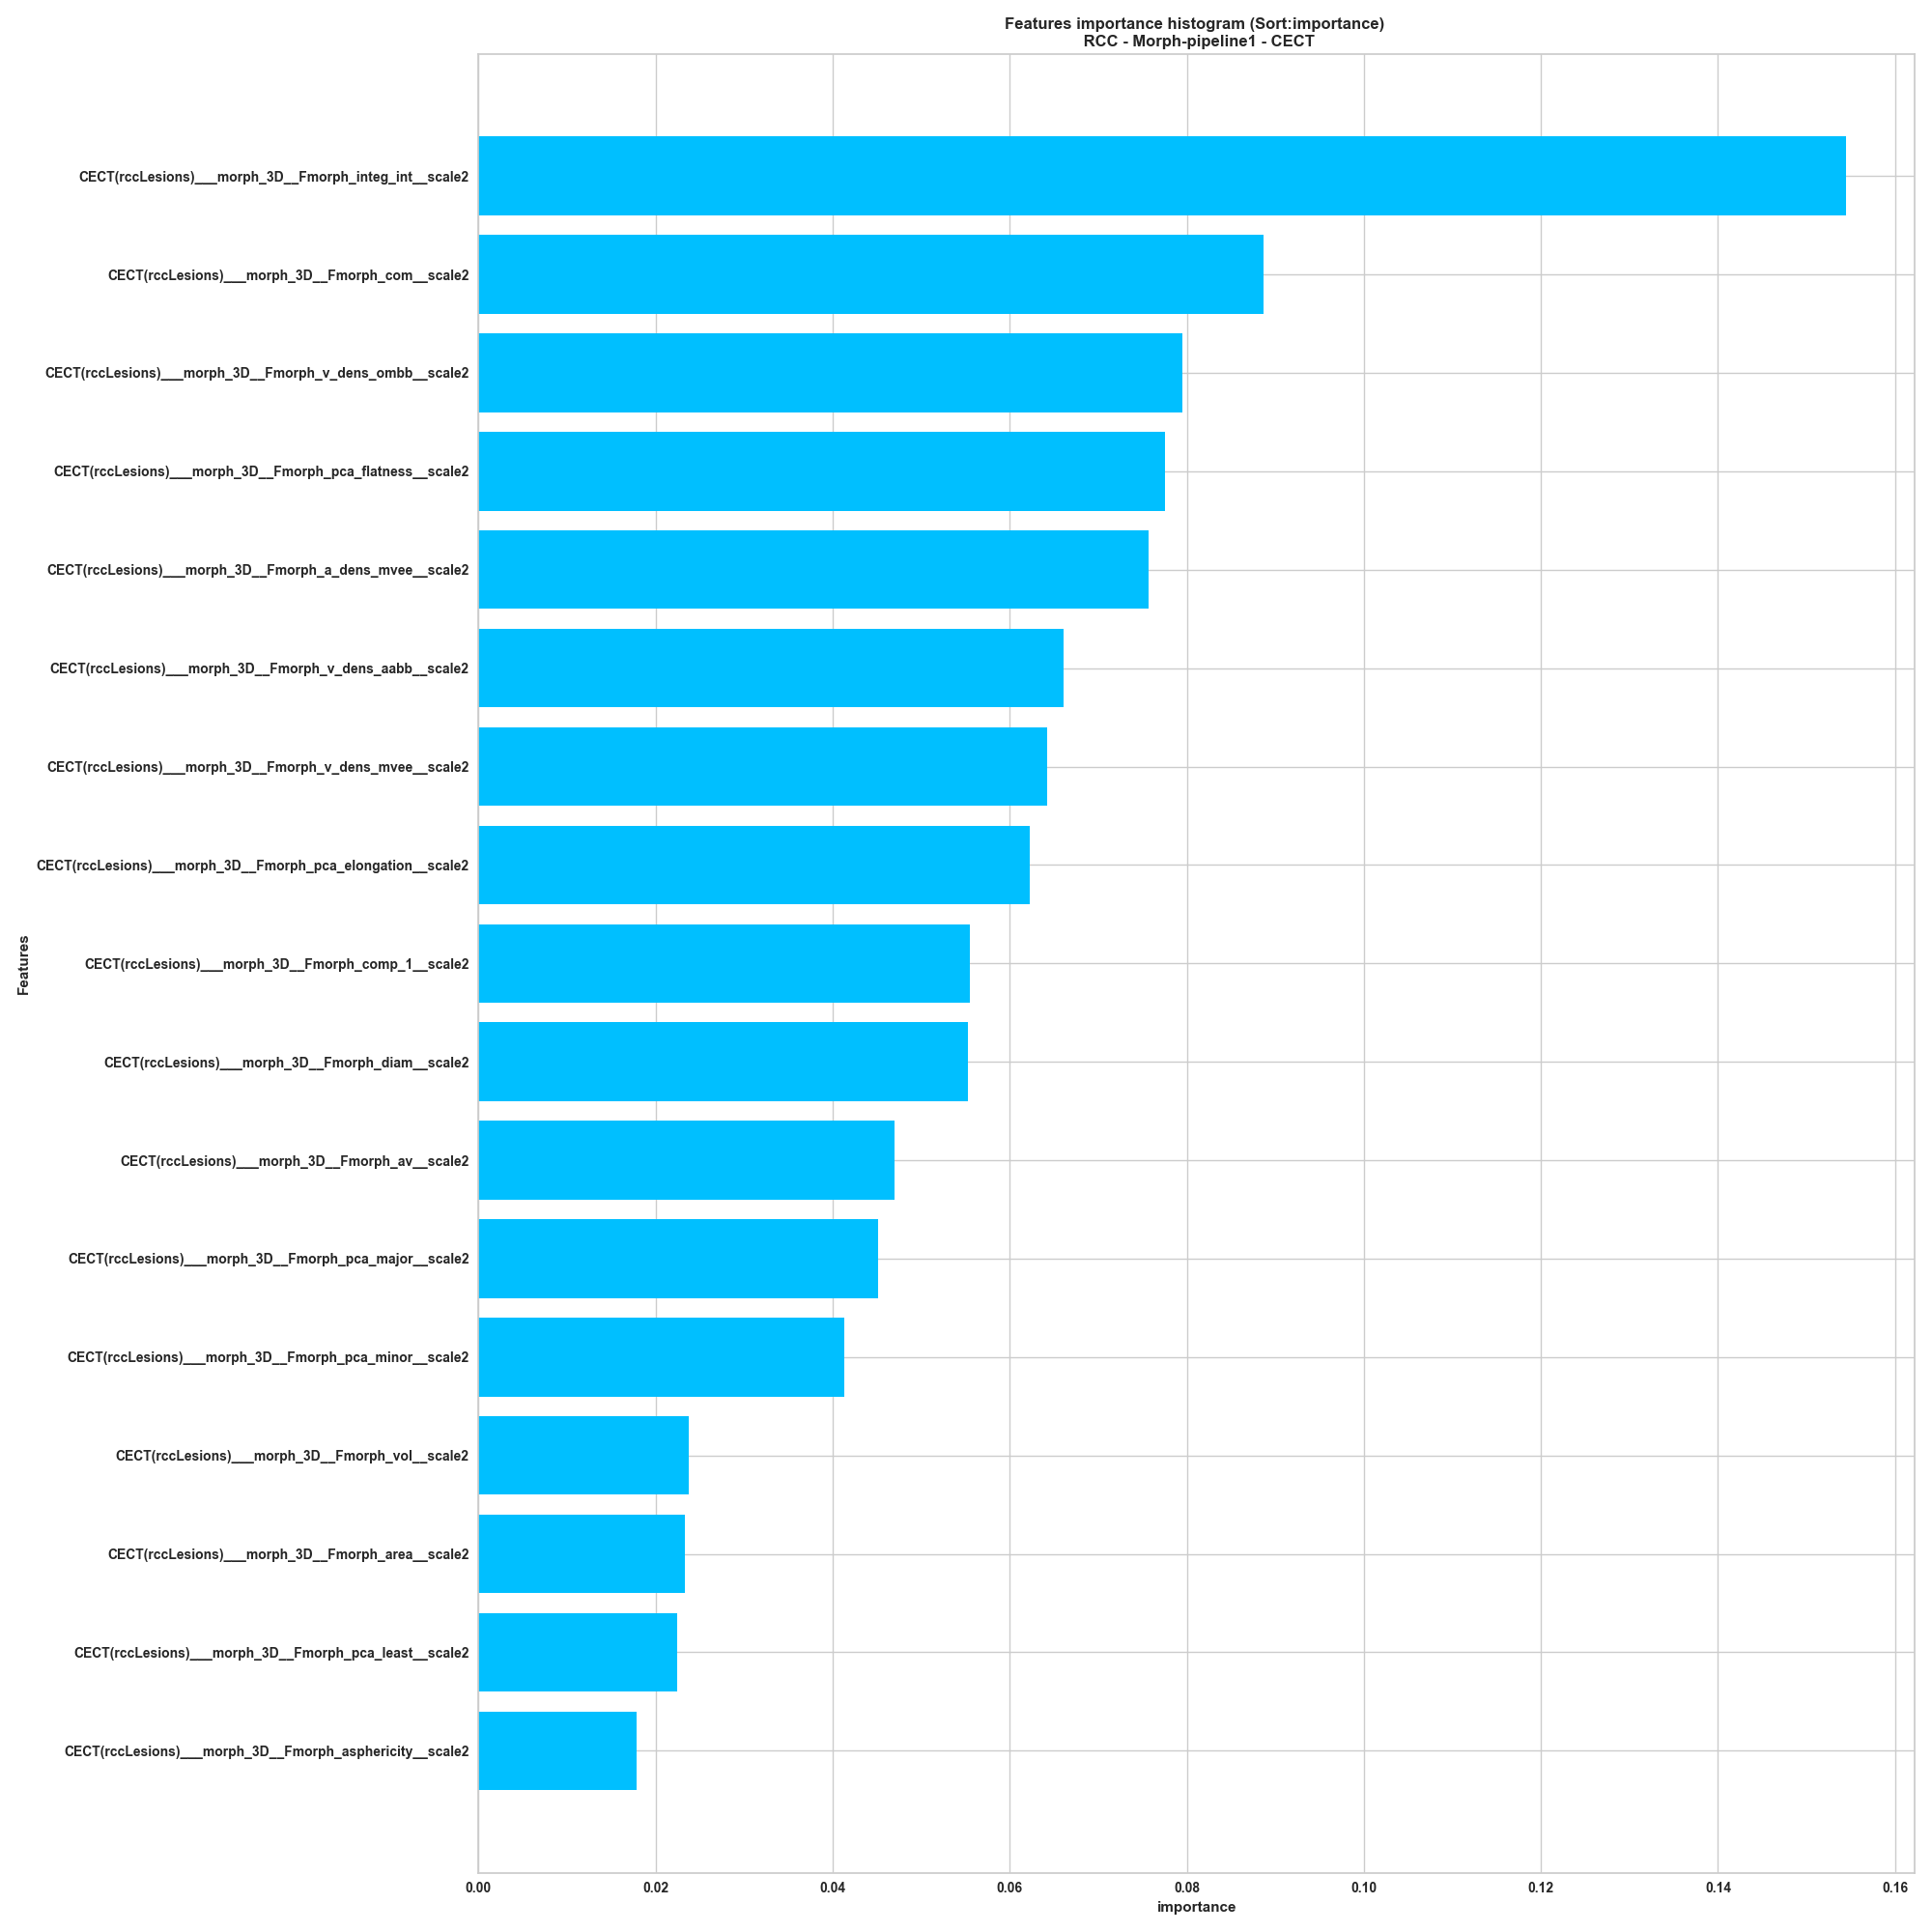 Features importance histogram (Sort:importance)
RCC - Morph-pipeline1 - CECT
CECT(rccLesions)___morph_3D__Fmorph_integ_int__scale2
CECT(rccLesions)___morph_3D__Fmorph_com__scale2
CECT(rccLesions)___morph_3D__Fmorph_v_dens_ombb__scale2
CECT(rccLesions)___morph_3D__Fmorph_pca_flatness__scale2
CECT(rccLesions)___morph_3D__Fmorph_a_dens_mvee__scale2
CECT(rccLesions)___morph_3D__Fmorph_v_dens_aabb__scale2
CECT(rccLesions)___morph_3D__Fmorph_v_dens_mvee__scale2
CECT(rccLesions)___morph_3D__Fmorph_pca_elongation__scale2
CECT(rccLesions)___morph_3D__Fmorph_comp_1__scale2
CECT(rccLesions)___morph_3D__Fmorph_diam__scale2
CECT(rccLesions)___morph_3D__Fmorph_av__scale2
CECT(rccLesions)___morph_3D__Fmorph_pca_major__scale2
CECT(rccLesions)___morph_3D__Fmorph_pca_minor__scale2
CECT(rccLesions)___morph_3D__Fmorph_vol__scale2
CECT(rccLesions)___morph_3D__Fmorph_area__scale2
CECT(rccLesions)___morph_3D__Fmorph_pca_least__scale2
CECT(rccLesions)___morph_3D__Fmorph_asphericity__scale2
Features
0.00 0.02 0.04 0.06 0.08 0.10 0.12 0.14 0.16
importance